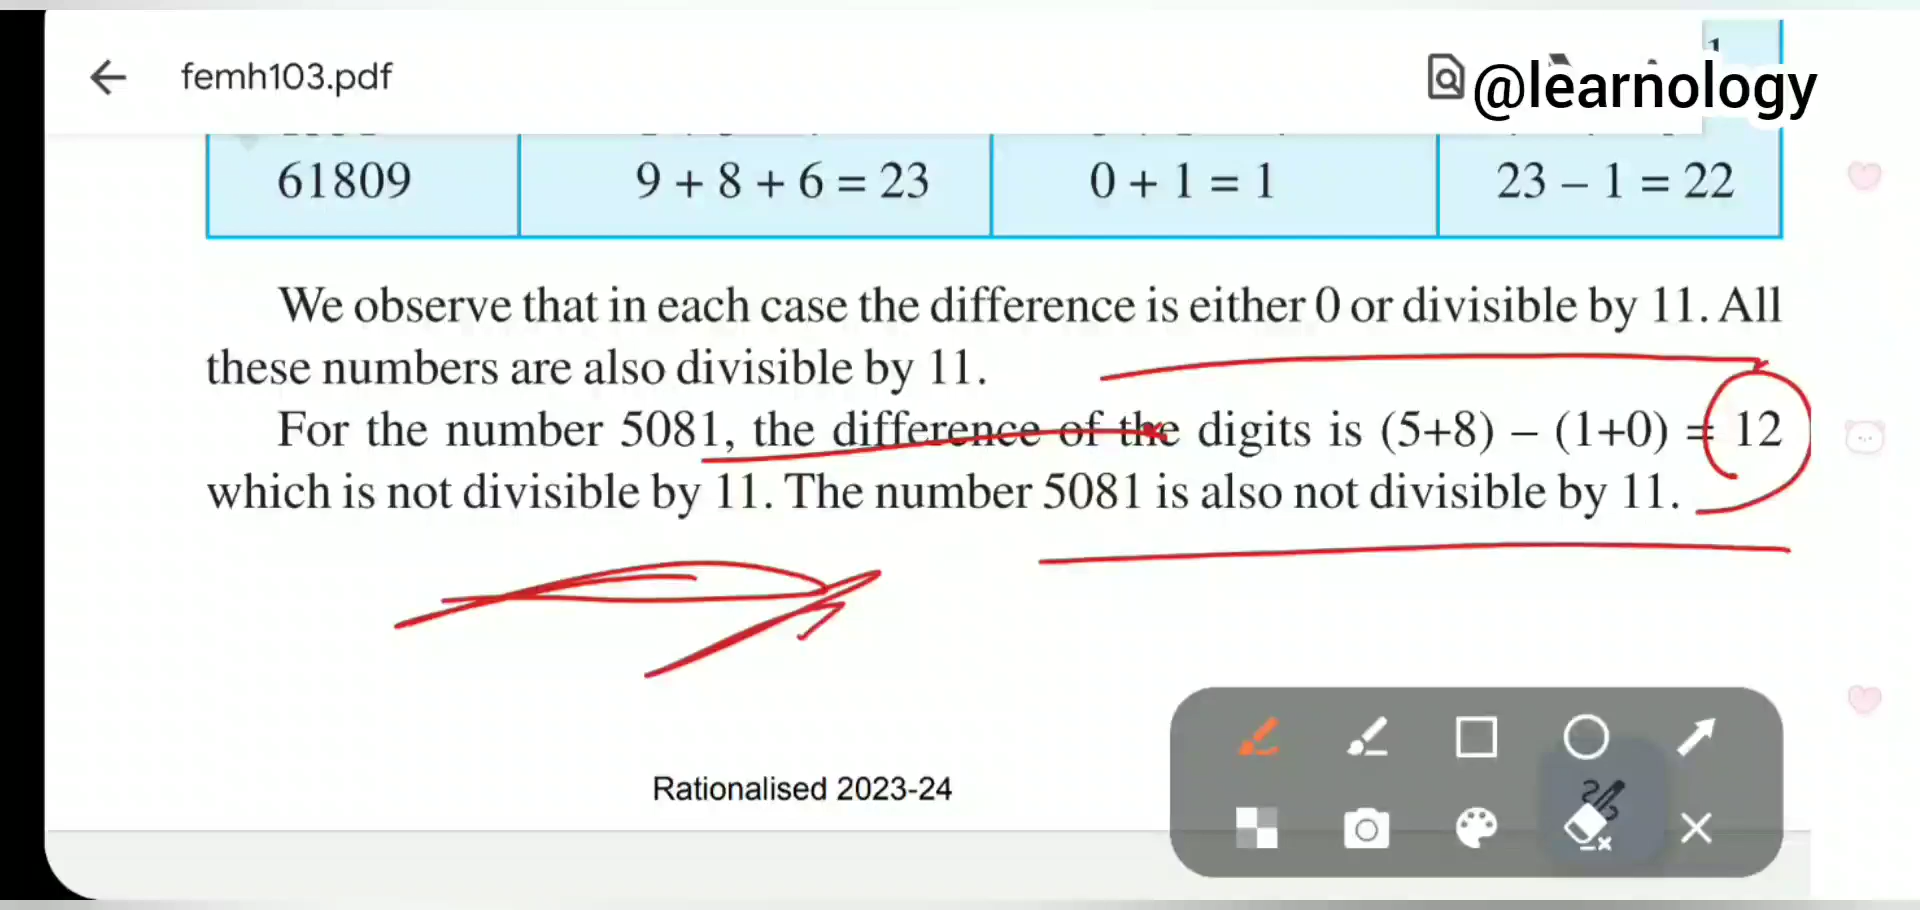 femh103.pdf
@learnology
61809 9 + 8 + 6 = 23 0 + 1 = 1 23 – 1 = 22
We observe that in each case the difference is either 0 or divisible by 11. All
these numbers are also divisible by 11.
For the number 5081, the difference of the digits is (5+8) – (1+0) = 12
which is not divisible by 11. The number 5081 is also not divisible by 11.
Rationalised 2023-24